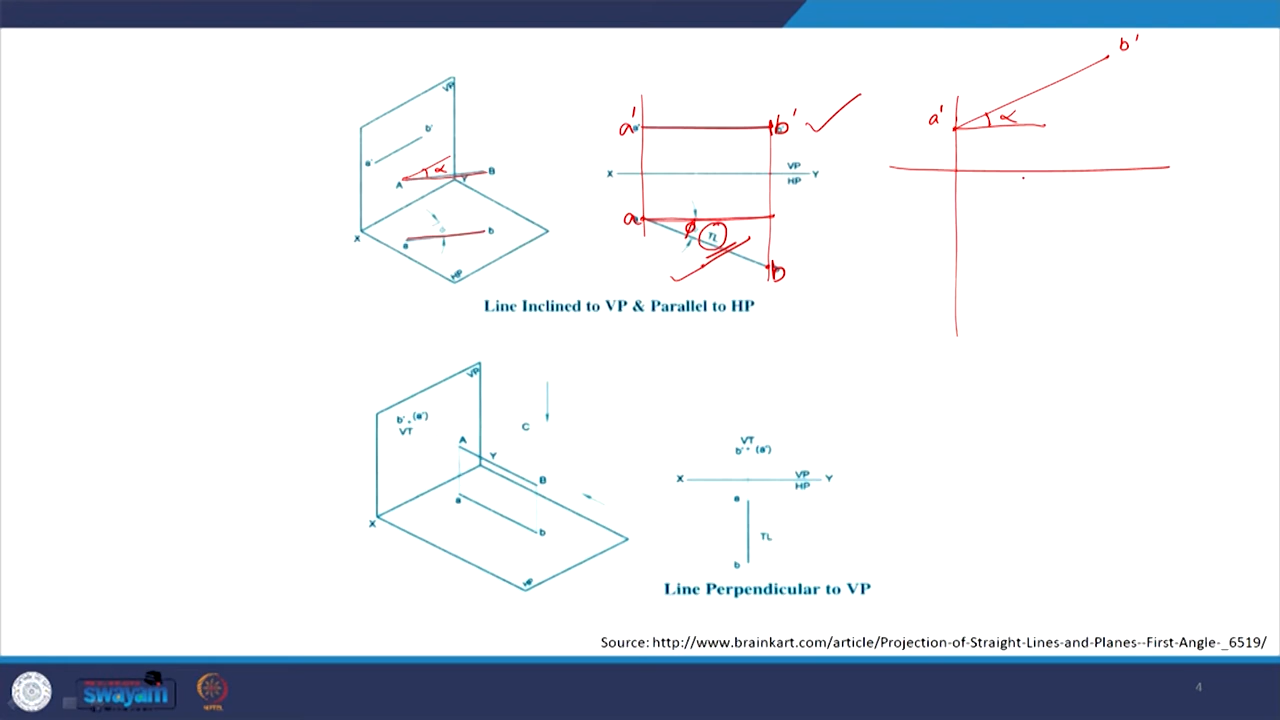 VP
b'
a'
α
A
B
Y
a
b
X
HP
a' b'
X VP Y
HP
a
φ
n
b
b'
a' α
Line Inclined to VP & Parallel to HP
VP
b', (a')
VT
C
A
Y
B
a
b
X
HP
VT
b' (a')
X VP Y
HP
a
TL
b
Line Perpendicular to VP
Source: http://www.brainkart.com/article/Projection-of-Straight-Lines-and-Planes--First-Angle-_6519/
swayam
4